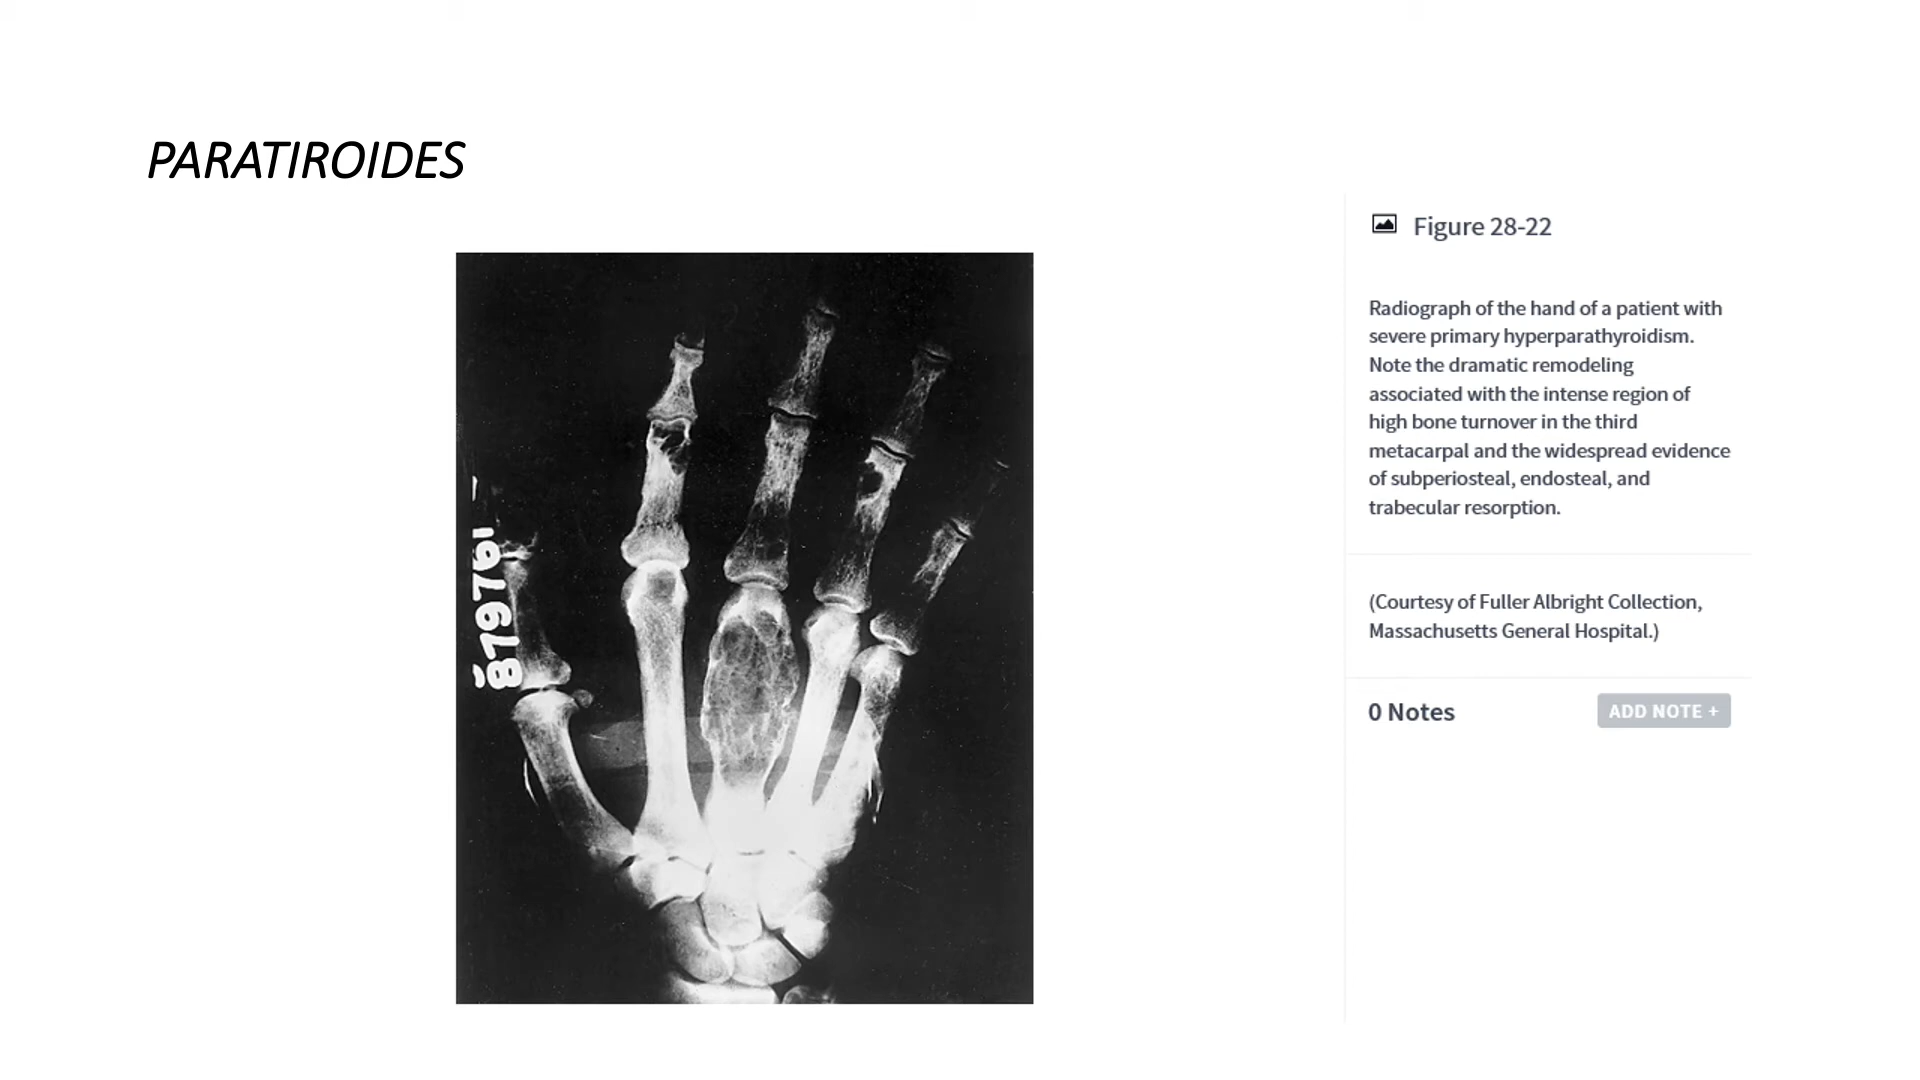 PARATIROIDES
Figure 28-22
Radiograph of the hand of a patient with
severe primary hyperparathyroidism.
Note the dramatic remodeling
associated with the intense region of
high bone turnover in the third
metacarpal and the widespread evidence
of subperiosteal, endosteal, and
trabecular resorption.
(Courtesy of Fuller Albright Collection,
Massachusetts General Hospital.)
0 Notes
ADD NOTE +